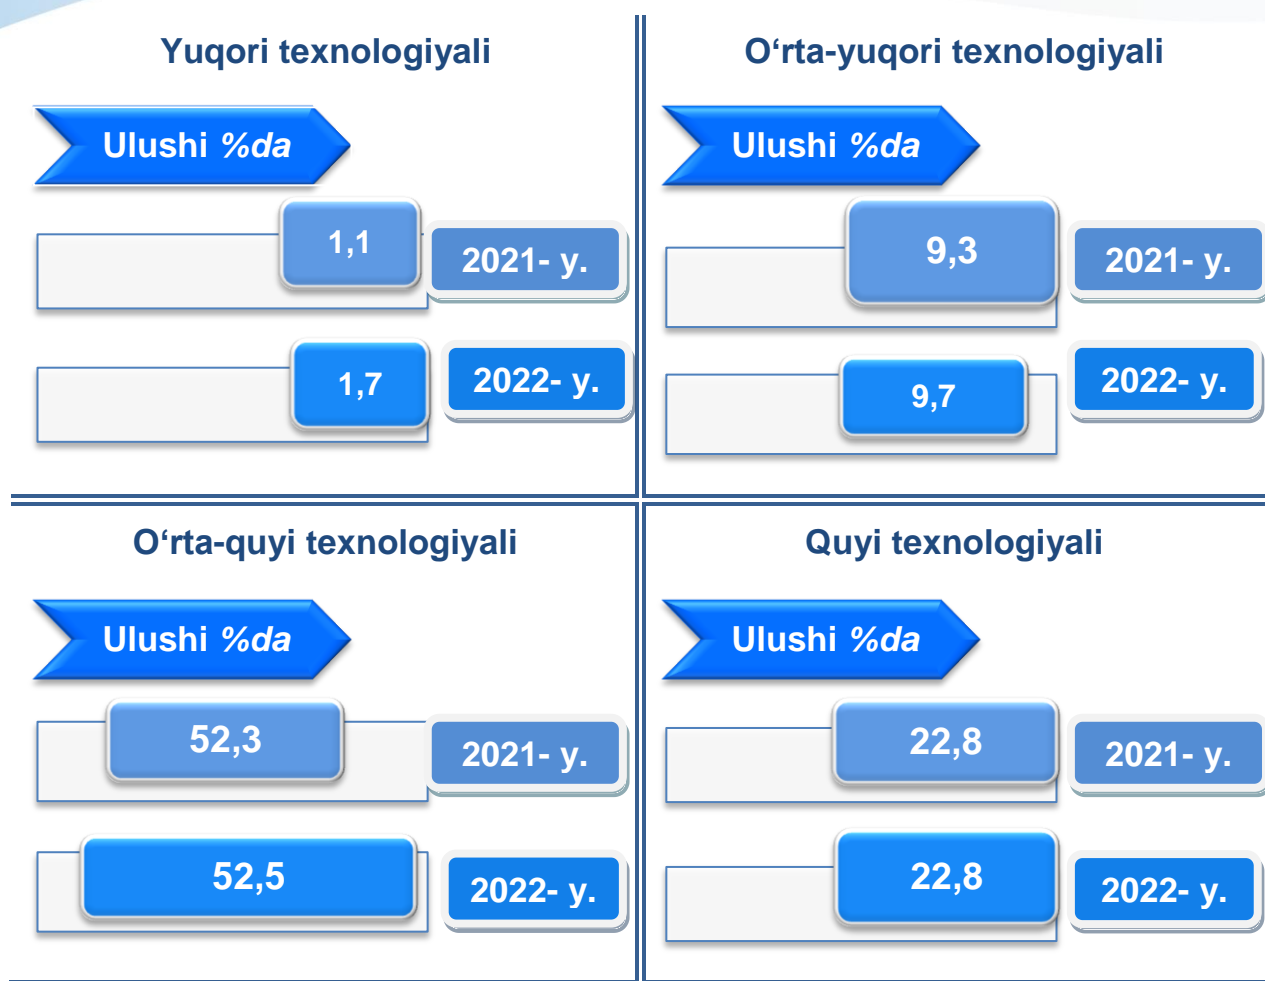 Yuqori texnologiyali
Ulushi %da
1,1
2021- y.
1,7
2022- y.
O‘rta-yuqori texnologiyali
Ulushi %da
9,3
2021- y.
9,7
2022- y.
O‘rta-quyi texnologiyali
Ulushi %da
52,3
2021- y.
52,5
2022- y.
Quyi texnologiyali
Ulushi %da
22,8
2021- y.
22,8
2022- y.